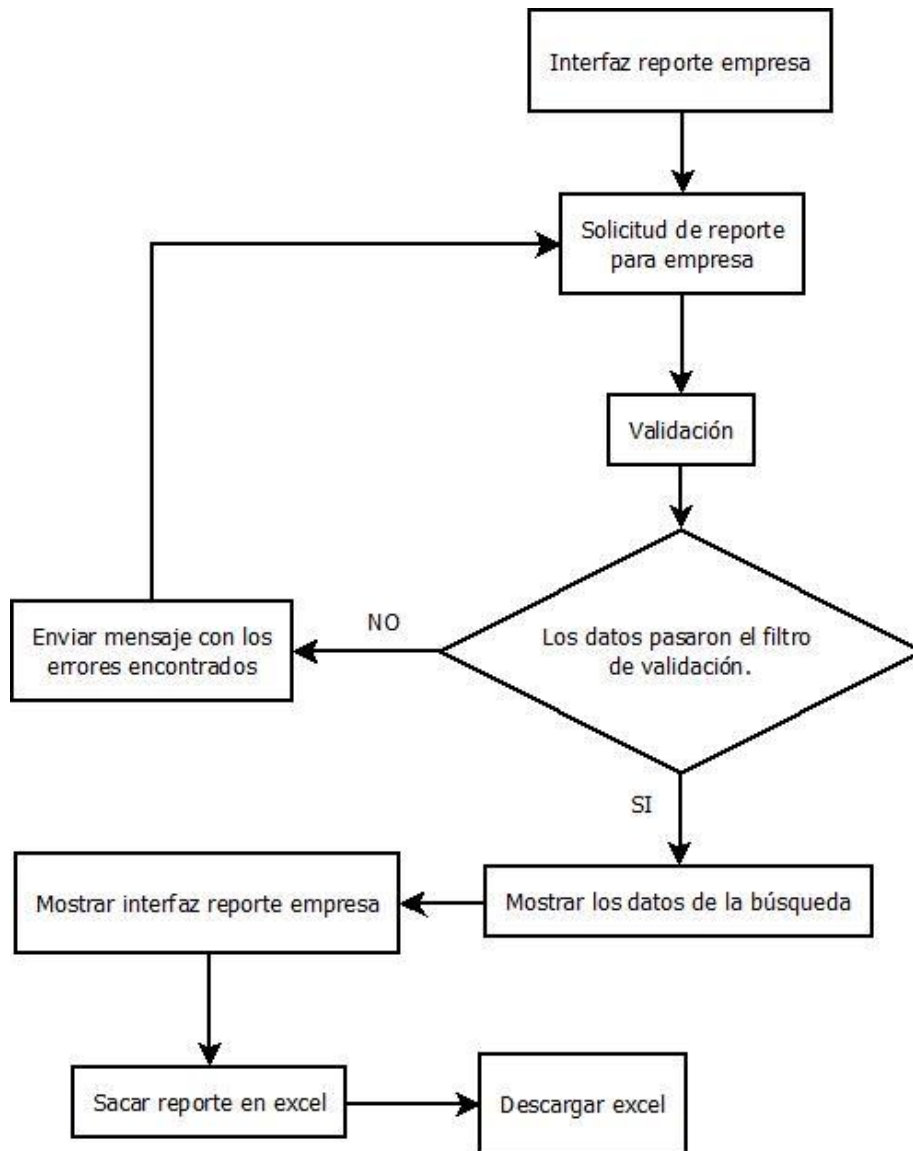 Interfaz reporte empresa
Solicitud de reporte
para empresa
Validación
Los datos pasaron el filtro
de validación.
NO
Enviar mensaje con los
errores encontrados
SI
Mostrar los datos de la búsqueda
Mostrar interfaz reporte empresa
Sacar reporte en excel
Descargar excel